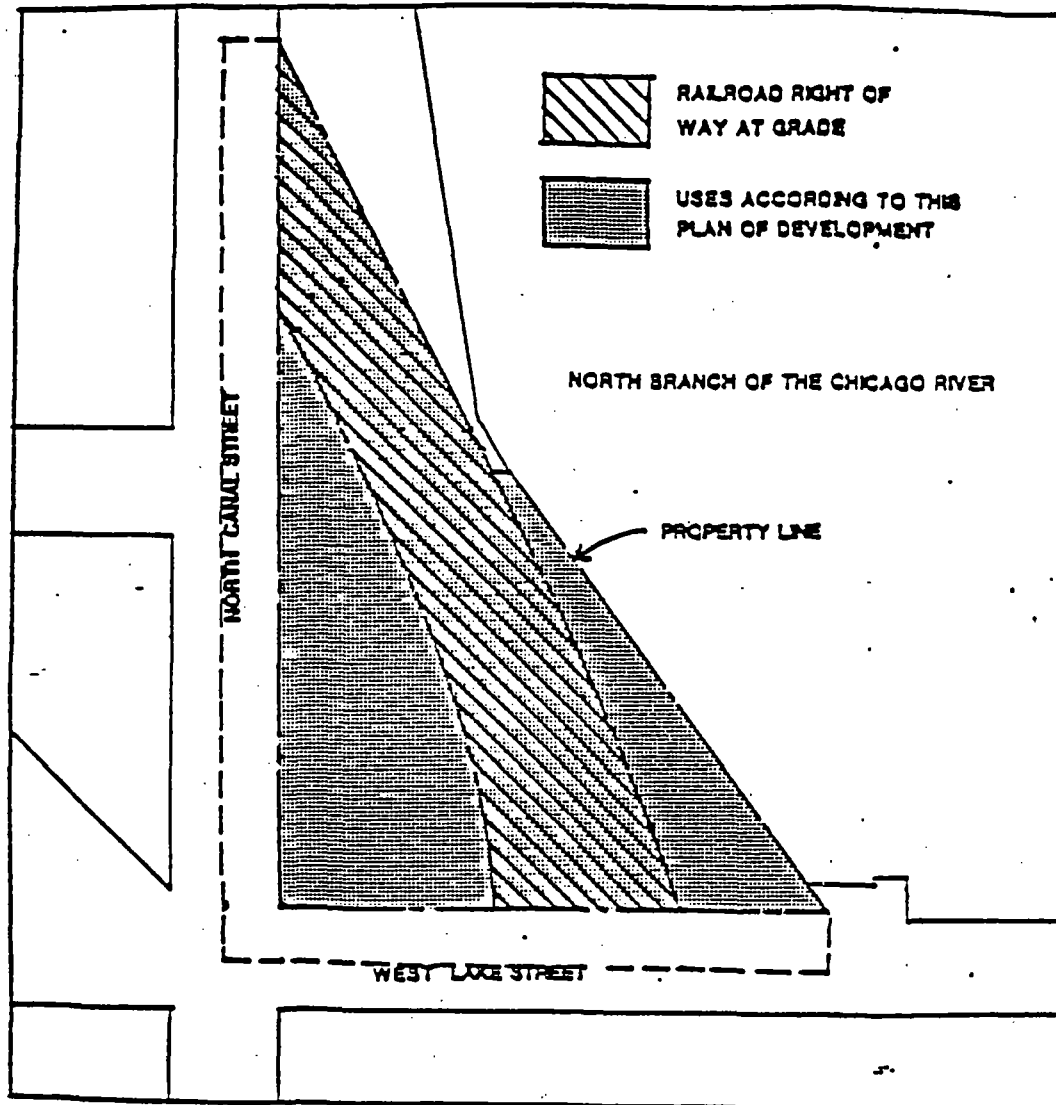 RAILROAD RIGHT OF
WAY AT GRADE
USES ACCORDING TO THIS
PLAN OF DEVELOPMENT
NORTH BRANCH OF THE CHICAGO RIVER
NORTH CANAL STREET
PROPERTY LINE
WEST LAKE STREET